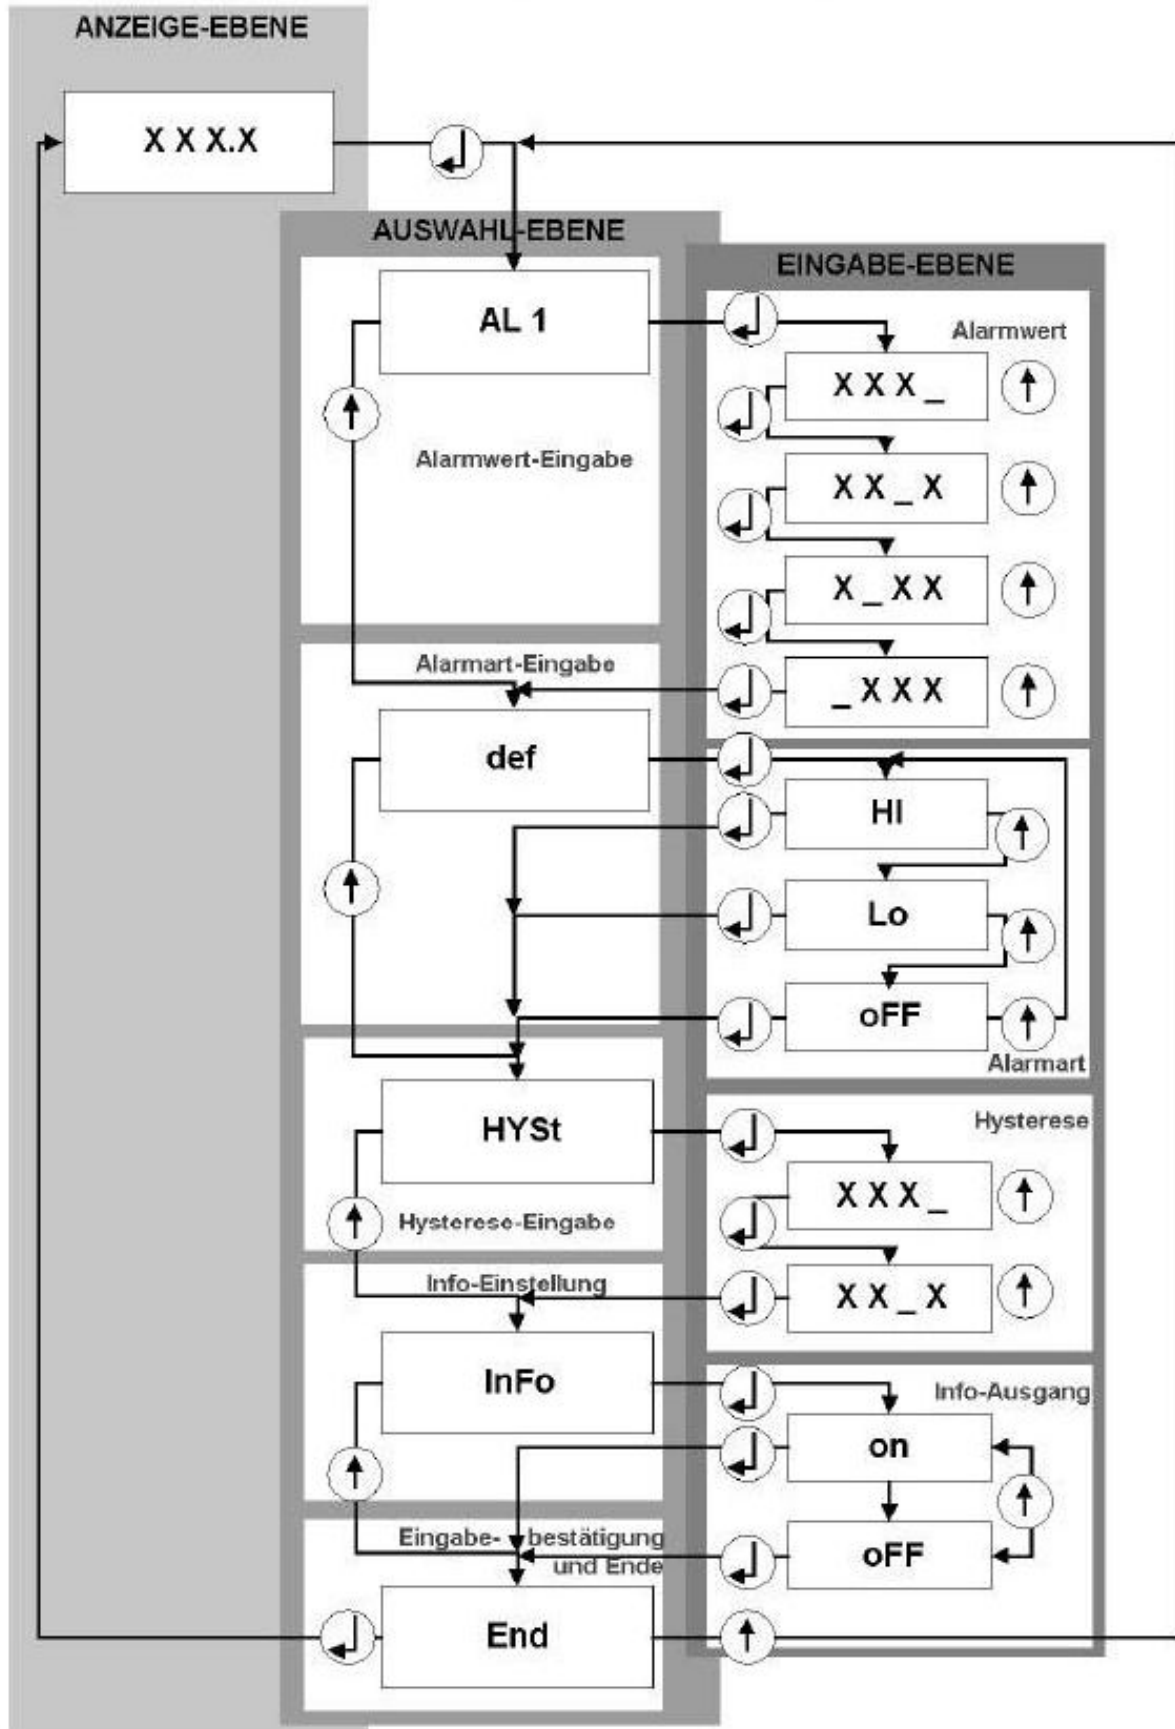 ANZEIGE-EBENE
X X X.X
AUSWAHL-EBENE
EINGABE-EBENE
AL 1
Alarmwert
X X X _
Alarmwert-Eingabe
X X _ X
X _ X X
Alarmart-Eingabe
_ X X X
def
HI
Lo
oFF
Alarmart
HYSt
Hysterese
X X X _
Hysterese-Eingabe
Info-Einstellung
X X _ X
InFo
Info-Ausgang
on
Eingabe- bestätigung
und Ende
oFF
End